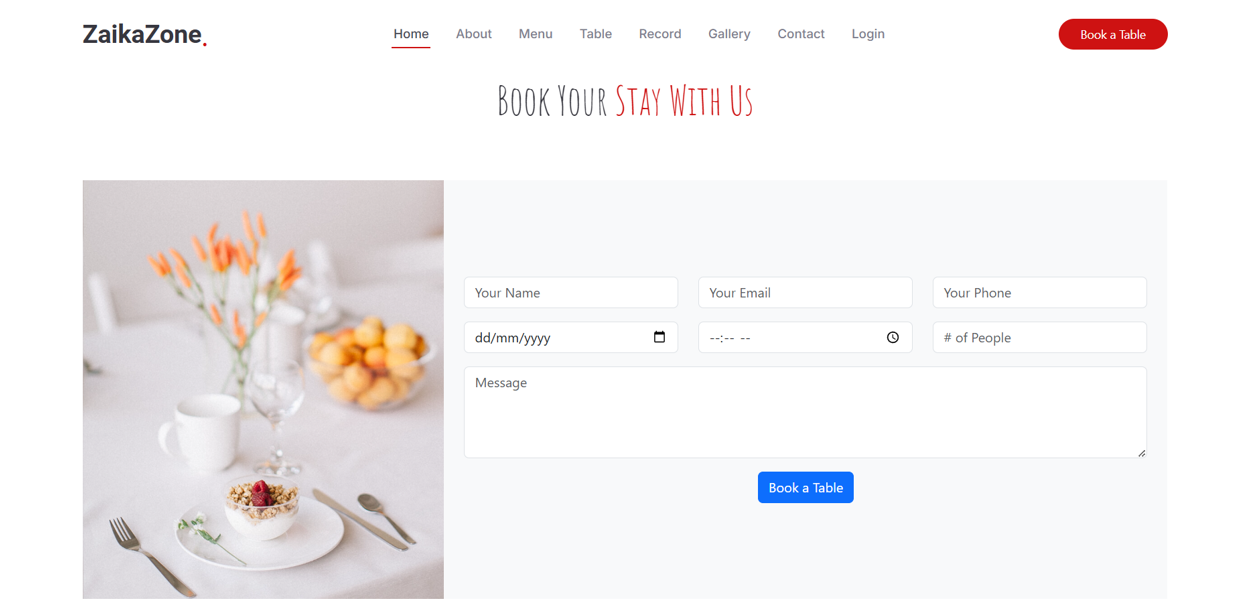 ZaikaZone.
Home About Menu Table Record Gallery Contact Login
Book a Table
Book Your Stay With Us
Your Name Your Email Your Phone
dd/mm/yyyy --:-- -- # of People
Message
Book a Table